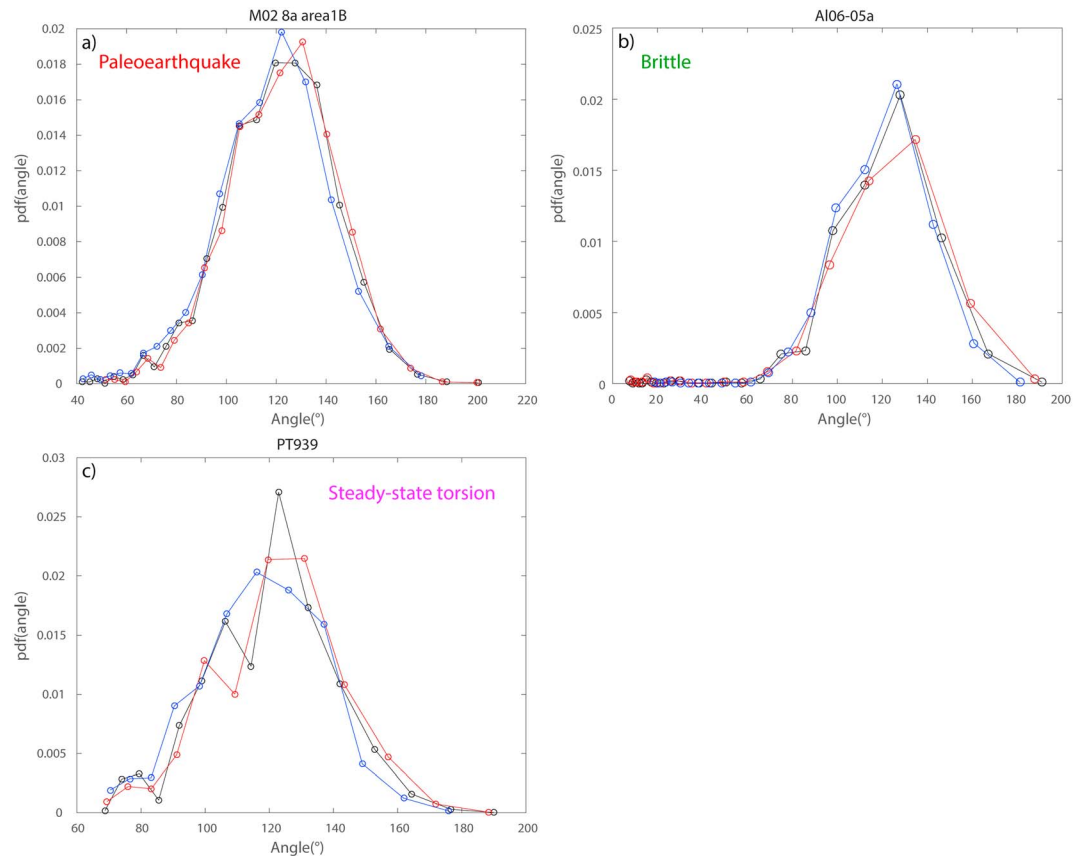 M02 8a area1B
a)
Paleoearthquake
pdf(angle)
0.02
0.018
0.016
0.014
0.012
0.01
0.008
0.006
0.004
0.002
0
40 60 80 100 120 140 160 180 200 220
Angle(°)
Al06-05a
b)
Brittle
pdf(angle)
0.025
0.02
0.015
0.01
0.005
0
0 20 40 60 80 100 120 140 160 180 200
Angle(°)
PT939
c)
Steady-state torsion
pdf(angle)
0.03
0.025
0.02
0.015
0.01
0.005
0
60 80 100 120 140 160 180 200
Angle(°)